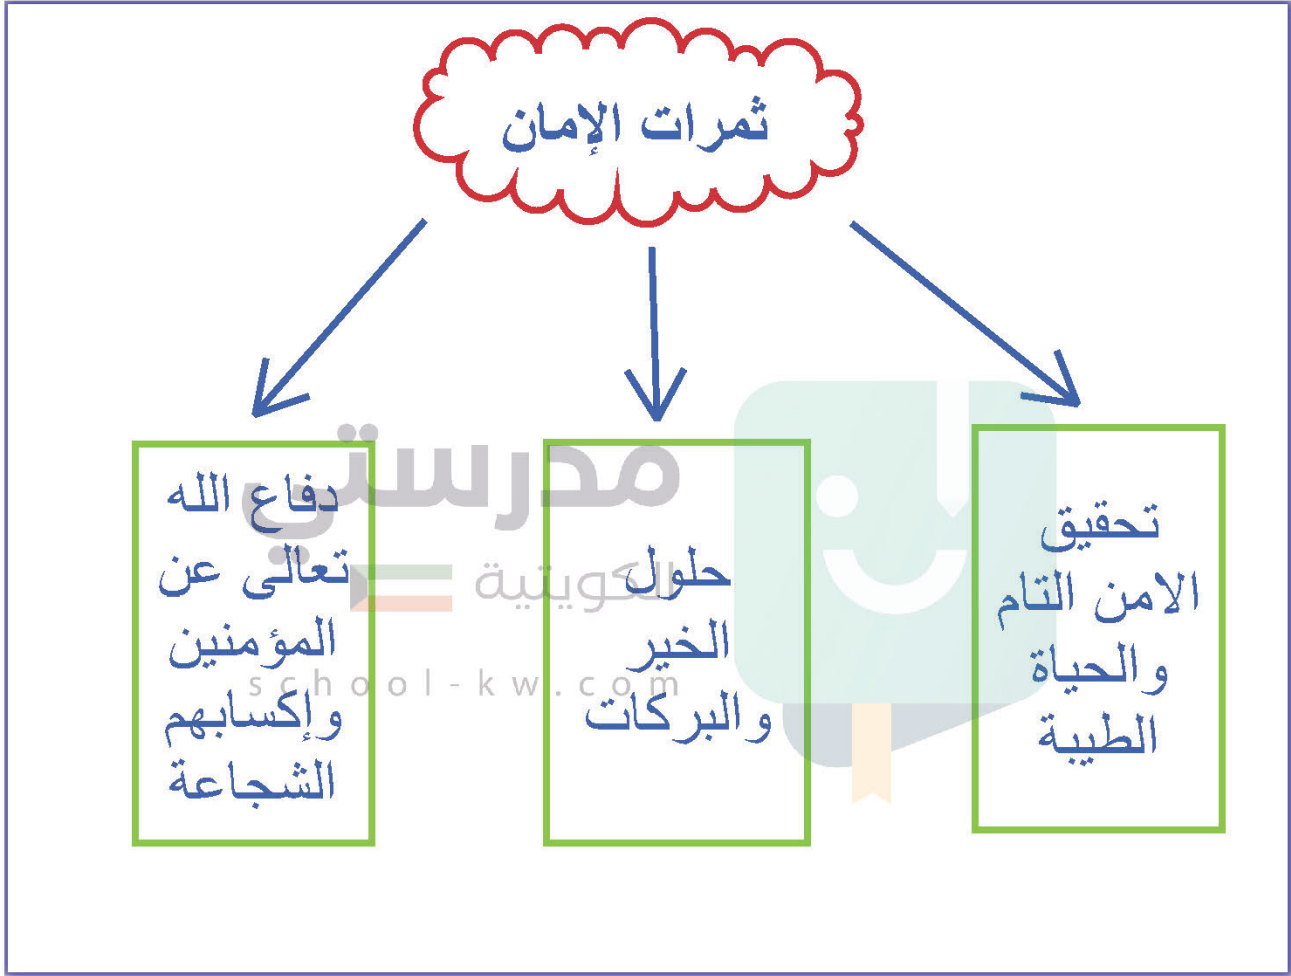 ثمرات الإمان
تحقيق
الامن التام
والحياة
الطيبة
حلول
الخير
والبركات
دفاع الله
تعالى عن
المؤمنين
وإكسابهم
الشجاعة
مدرستي
الكويتية
school-kw.com